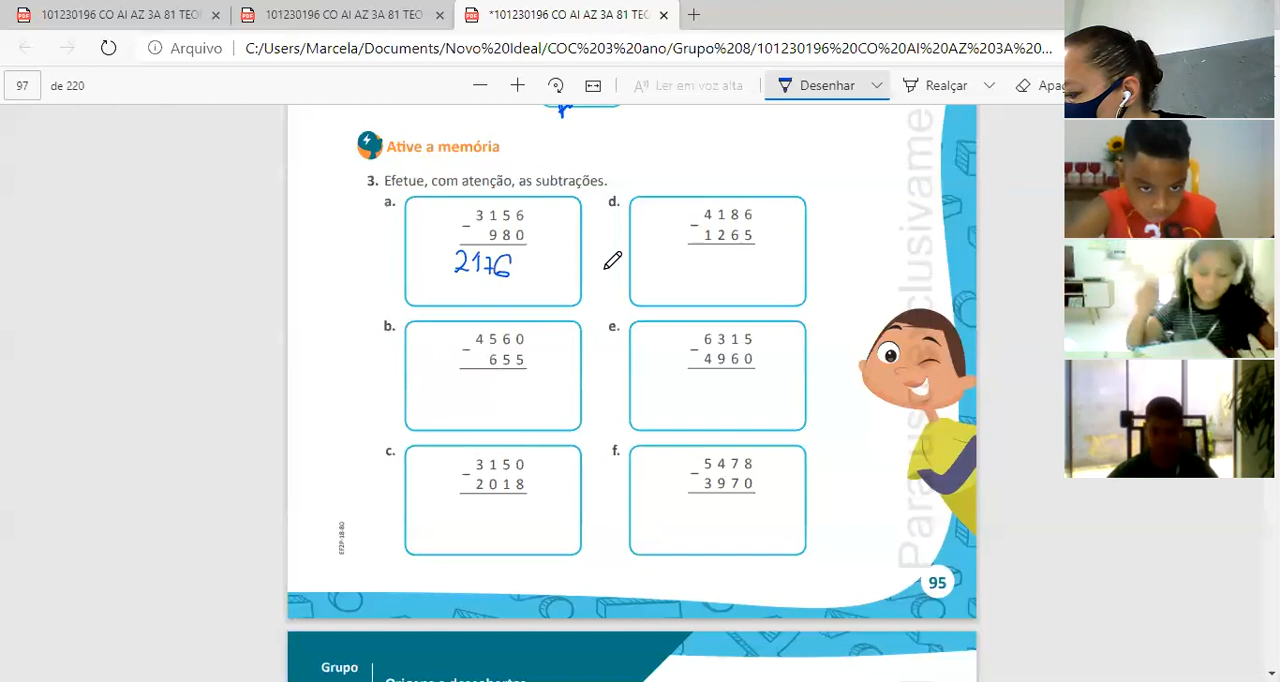 101230196 CO AI AZ 3A 81 TEO
101230196 CO AI AZ 3A 81 TEO
*101230196 CO AI AZ 3A 81 TEO
Arquivo
C:/Users/Marcela/Documents/Novo%20Ideal/COC%203%20ano/Grupo%208/101230196%20CO%20AI%20AZ%203A%20...
97 de 220
Ler em voz alta
Desenhar
Realçar
Apa
Ative a memória
3. Efetue, com atenção, as subtrações.
a.
3 1 5 6
− 9 8 0
2176
d.
4 1 8 6
− 1 2 6 5
b.
4 5 6 0
− 6 5 5
e.
6 3 1 5
− 4 9 6 0
c.
3 1 5 0
− 2 0 1 8
f.
5 4 7 8
− 3 9 7 0
EF2P-18-80
95
Grupo